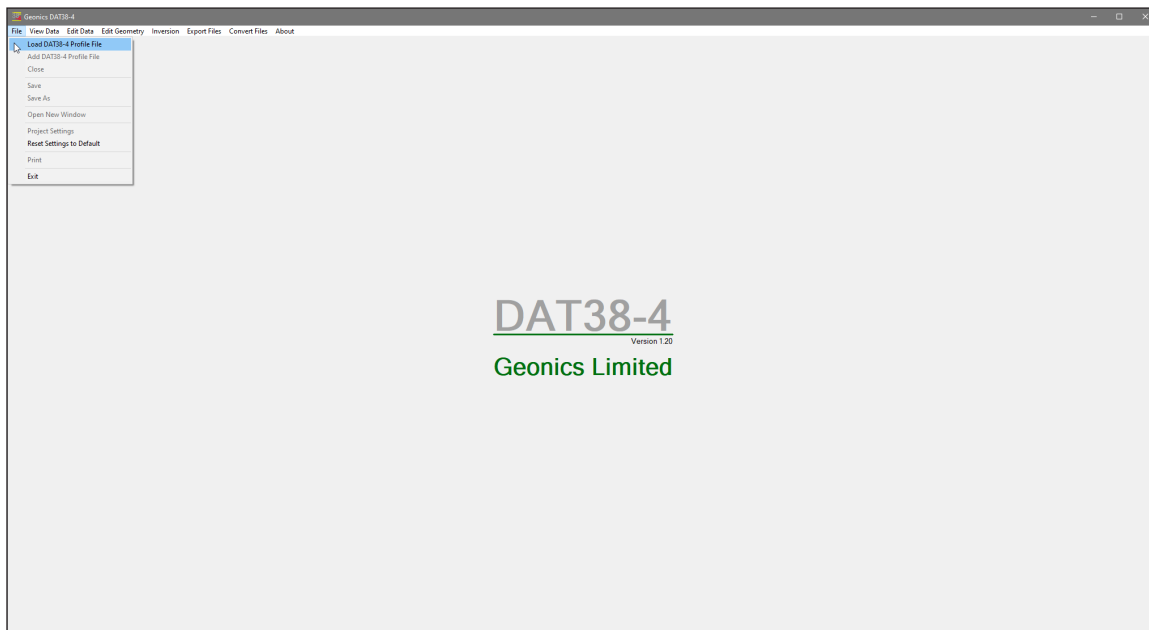 Geonics DAT38-4
File View Data Edit Data Edit Geometry Inversion Export Files Convert Files About
Load DAT38-4 Profile File
Add DAT38-4 Profile File
Close
Save
Save As
Open New Window
Project Settings
Reset Settings to Default
Print
Exit
DAT38-4
Version 1.20
Geonics Limited